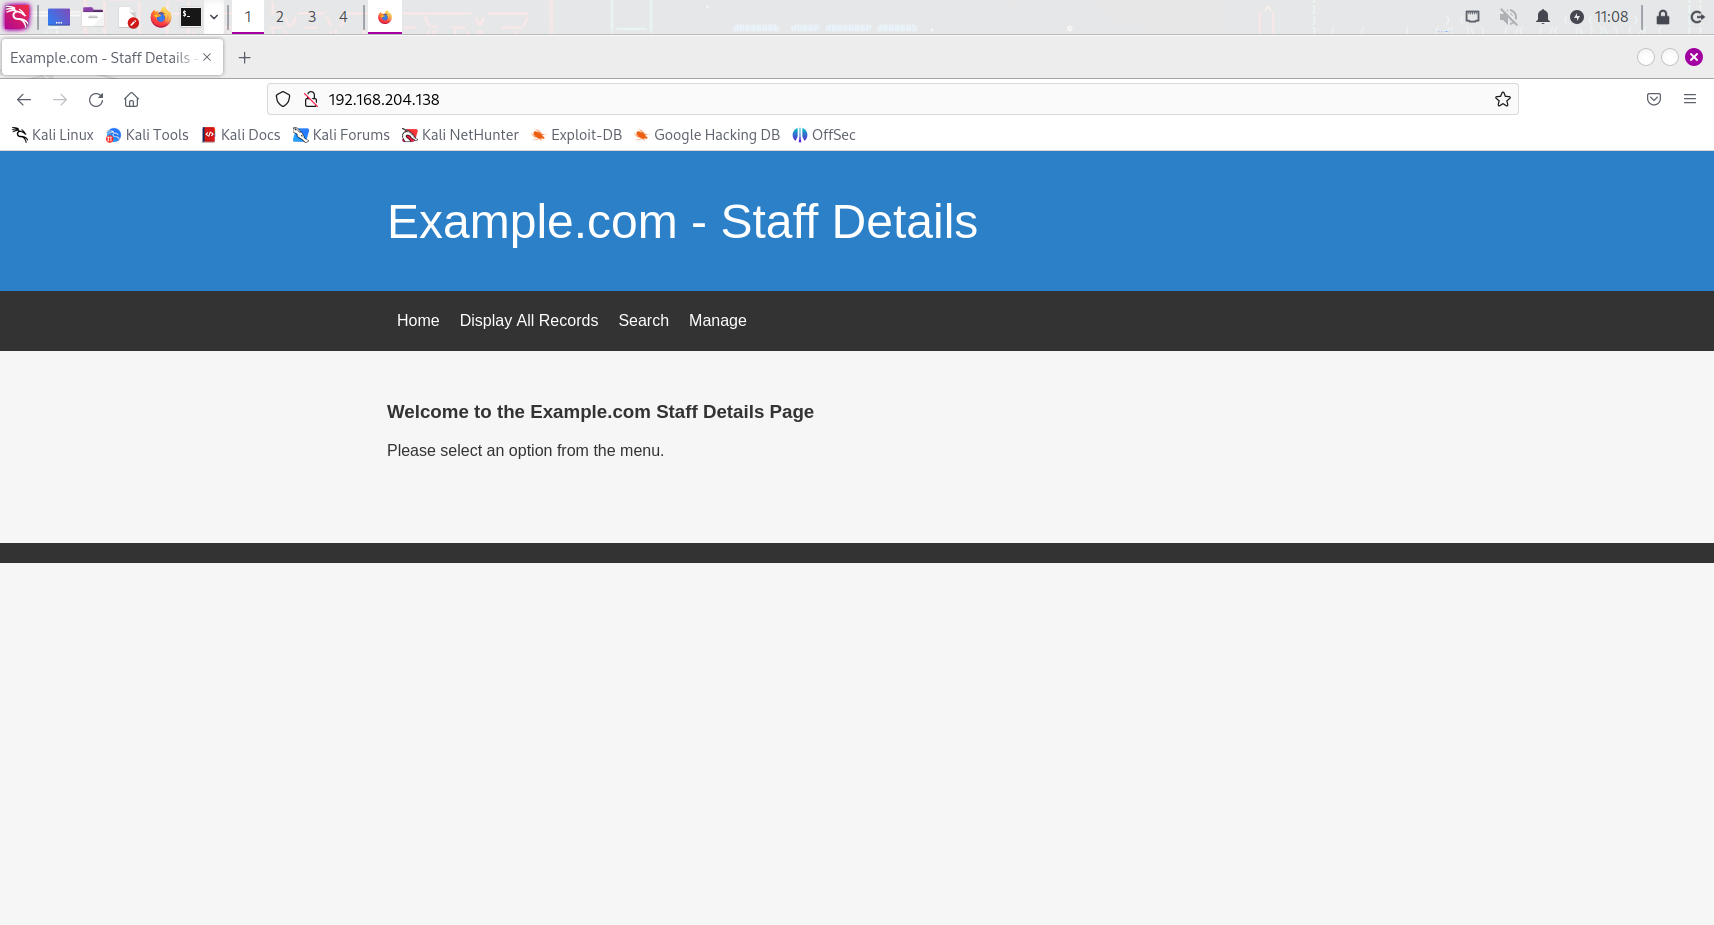 1 2 3 4 11:08
Example.com - Staff Details -
192.168.204.138
Kali Linux Kali Tools Kali Docs Kali Forums Kali NetHunter Exploit-DB Google Hacking DB OffSec
Example.com - Staff Details
Home Display All Records Search Manage
Welcome to the Example.com Staff Details Page
Please select an option from the menu.